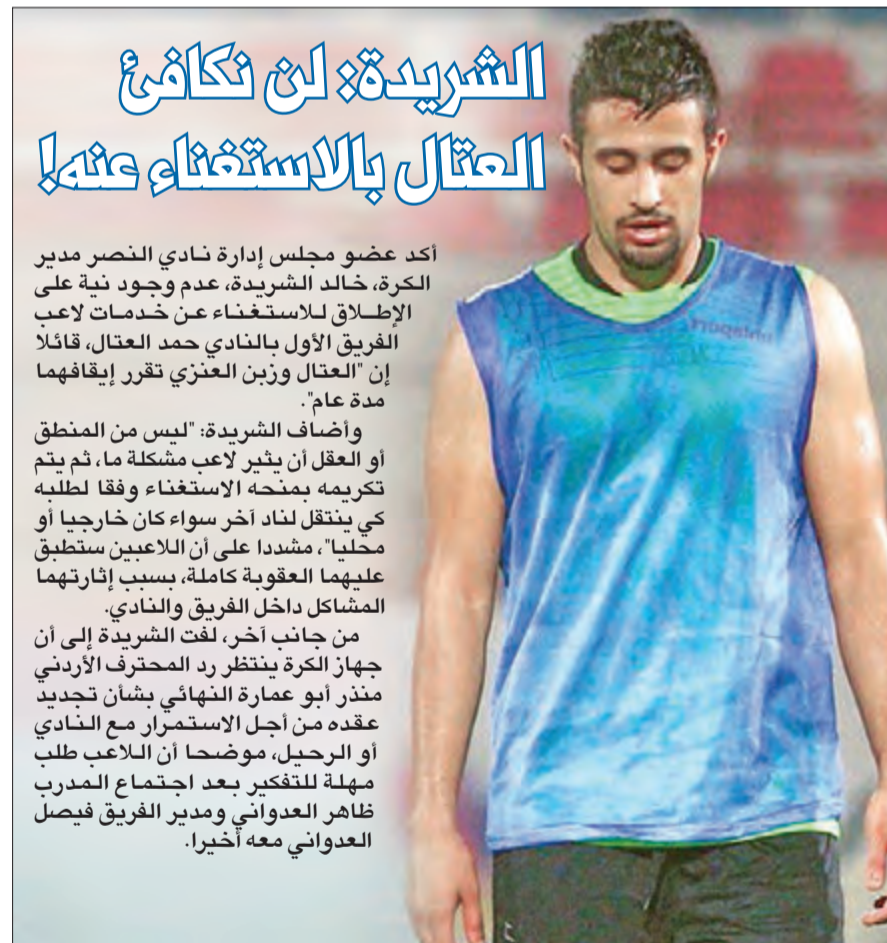 الشريدة: لن نكافئ
العتال بالاستغناء عنه!
أكد عضو مجلس إدارة نادي النصر مدير
الكرة، خالد الشريدة، عدم وجود نية على
الإطلاق للاستغناء عن خدمات لاعب
الفريق الأول بالنادي حمد العتال، قائلا
إن "العتال وزبن العنزي تقرر إيقافهما
مدة عام".
وأضاف الشريدة: "ليس من المنطق
أو العقل أن يثير لاعب مشكلة ما، ثم يتم
تكريمه بمنحه الاستغناء وفقا لطلبه
كي ينتقل لناد آخر سواء كان خارجيا أو
محليا"، مشددا على أن اللاعبين ستطبق
عليهما العقوبة كاملة، بسبب إثارتهما
المشاكل داخل الفريق والنادي.
من جانب آخر، لفت الشريدة إلى أن
جهاز الكرة ينتظر رد المحترف الأردني
منذر أبو عمارة النهائي بشأن تجديد
عقده من أجل الاستمرار مع النادي
أو الرحيل، موضحا أن اللاعب طلب
مهلة للتفكير بعد اجتماع المدرب
ظاهر العدواني ومدير الفريق فيصل
العدواني معه أخيرا.
uhlsport